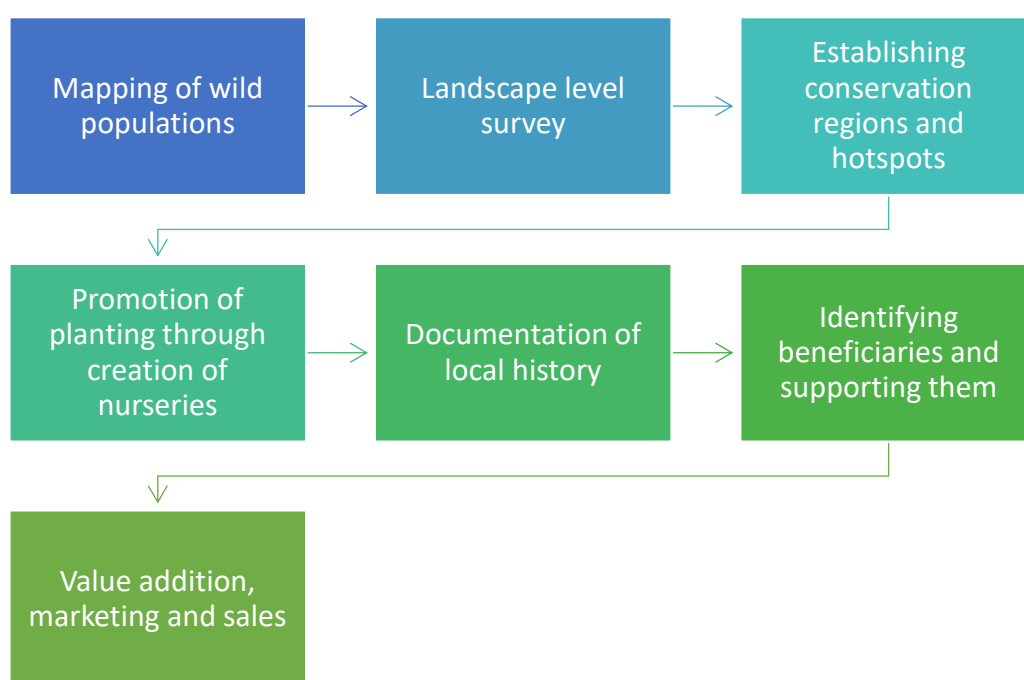 Mapping of wild
populations
Landscape level
survey
Establishing
conservation
regions and
hotspots
Promotion of
planting through
creation of
nurseries
Documentation of
local history
Identifying
beneficiaries and
supporting them
Value addition,
marketing and sales